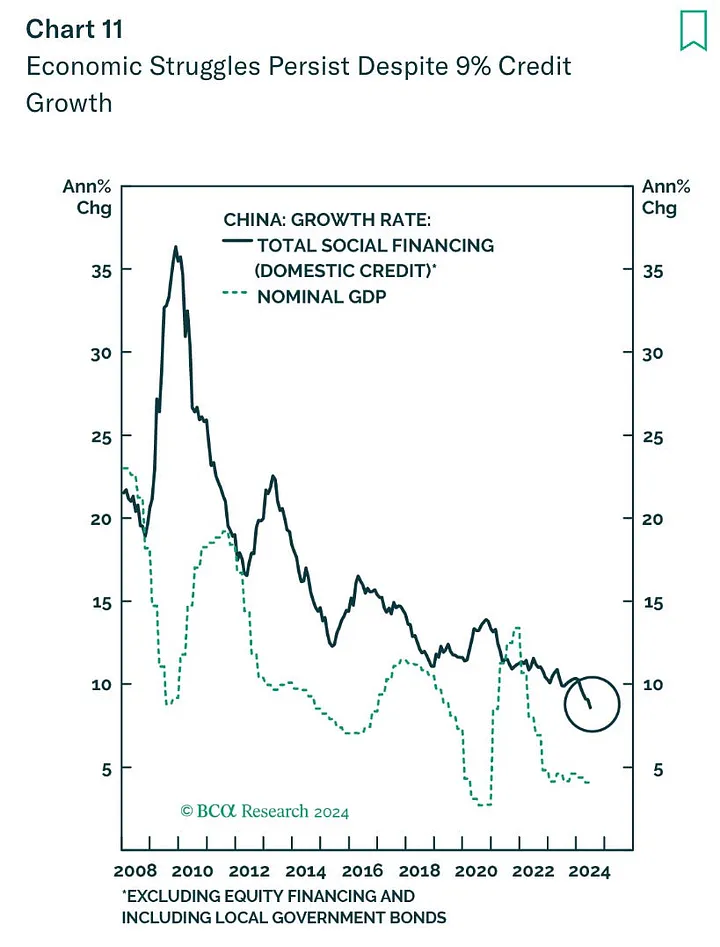 Chart 11
Economic Struggles Persist Despite 9% Credit
Growth
Ann%
Chg
Ann%
Chg
CHINA: GROWTH RATE:
TOTAL SOCIAL FINANCING
(DOMESTIC CREDIT)*
NOMINAL GDP
35
35
30
30
25
25
20
20
15
15
10
10
5
5
© BCα Research 2024
2008 2010 2012 2014 2016 2018 2020 2022 2024
*EXCLUDING EQUITY FINANCING AND
INCLUDING LOCAL GOVERNMENT BONDS